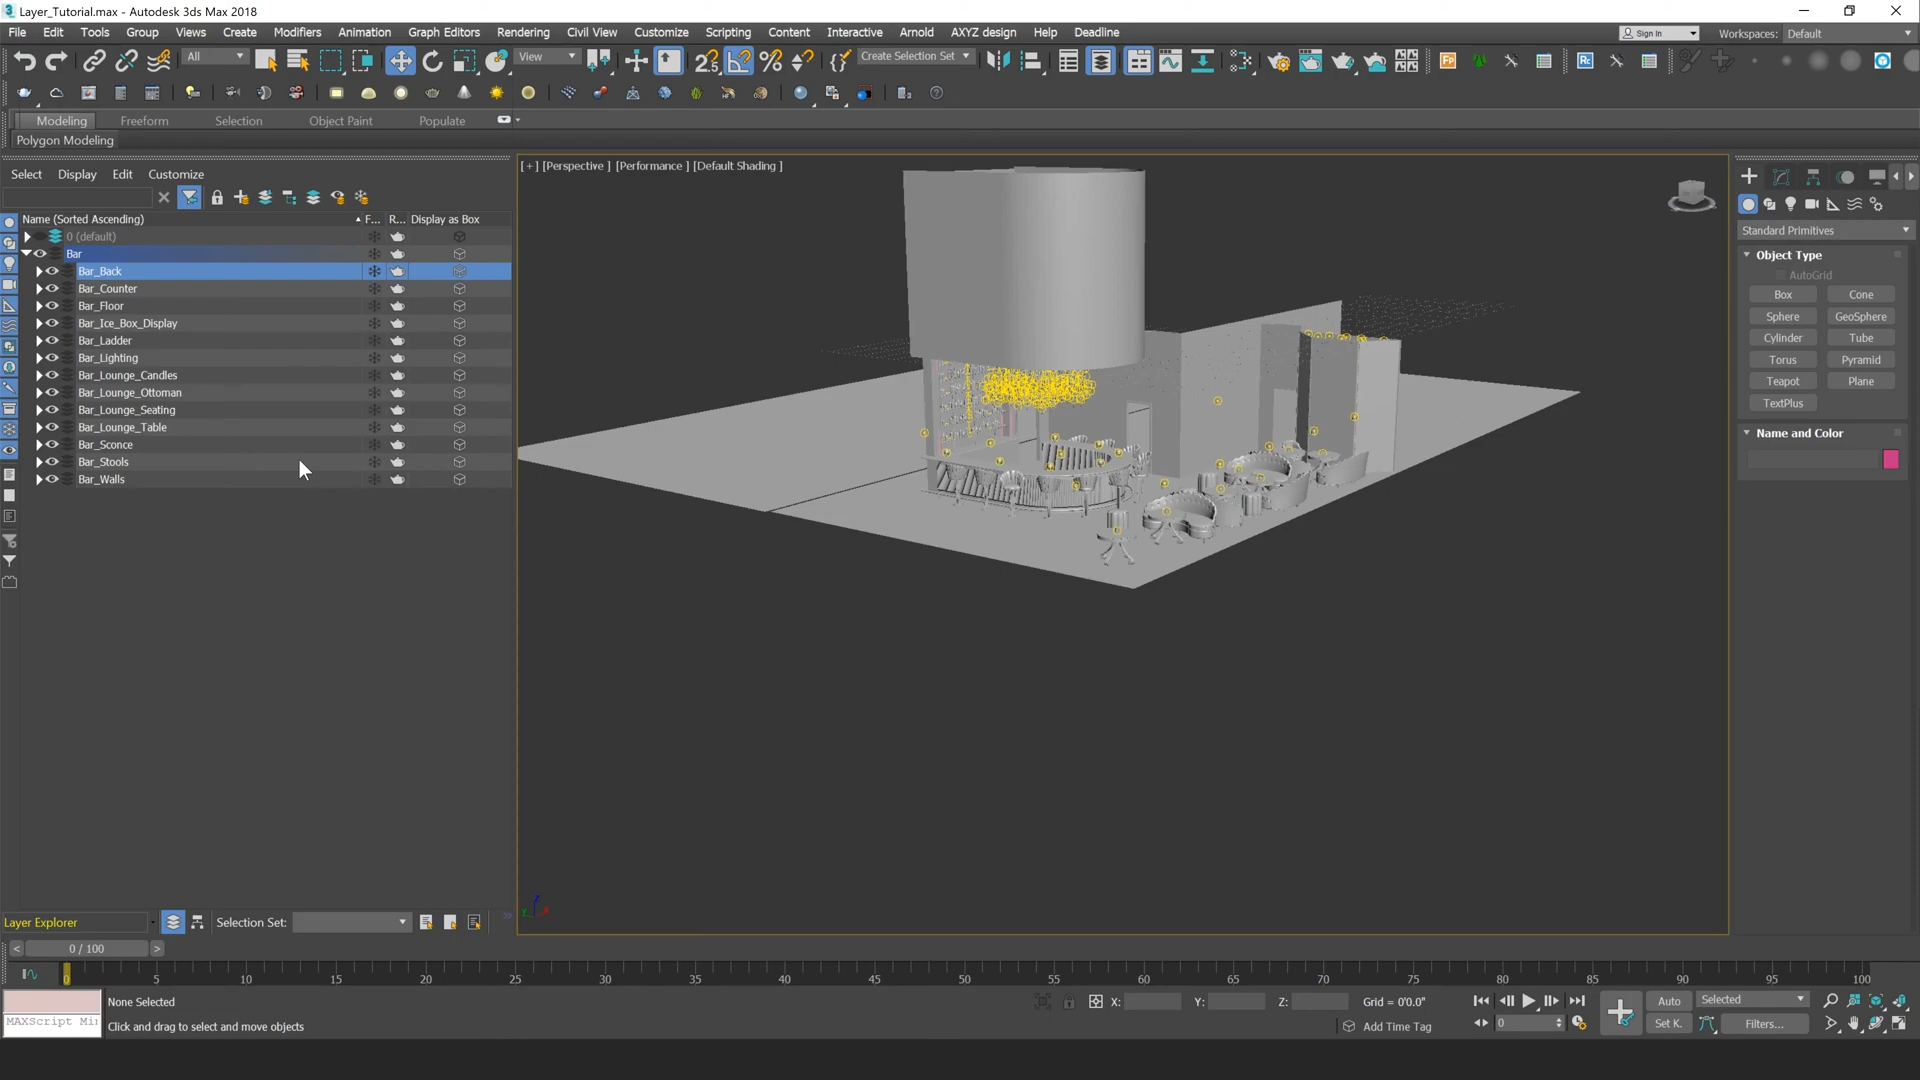 3 Layer_Tutorial.max - Autodesk 3ds Max 2018
File Edit Tools Group Views Create Modifiers Animation Graph Editors Rendering Civil View Customize Scripting Content Interactive Arnold AXYZ design Help Deadline
Sign In Workspaces: Default
All View Create Selection Set
Modeling Freeform Selection Object Paint Populate
Polygon Modeling
Select Display Edit Customize
[+] [Perspective ] [Performance ] [Default Shading ]
Name (Sorted Ascending) F... R... Display as Box
0 (default)
Bar
Bar_Back
Bar_Counter
Bar_Floor
Bar_Ice_Box_Display
Bar_Ladder
Bar_Lighting
Bar_Lounge_Candles
Bar_Lounge_Ottoman
Bar_Lounge_Seating
Bar_Lounge_Table
Bar_Sconce
Bar_Stools
Bar_Walls
Standard Primitives
Object Type
AutoGrid
Box Cone
Sphere GeoSphere
Cylinder Tube
Torus Pyramid
Teapot Plane
TextPlus
Name and Color
Layer Explorer Selection Set:
< 0 / 100 >
0 5 10 15 20 25 30 35 40 45 50 55 60 65 70 75 80 85 90 95 100
None Selected X: Y: Z: Grid = 0'0.0" Auto Selected
MAXScript Mi Click and drag to select and move objects Add Time Tag 0 Set K. Filters...